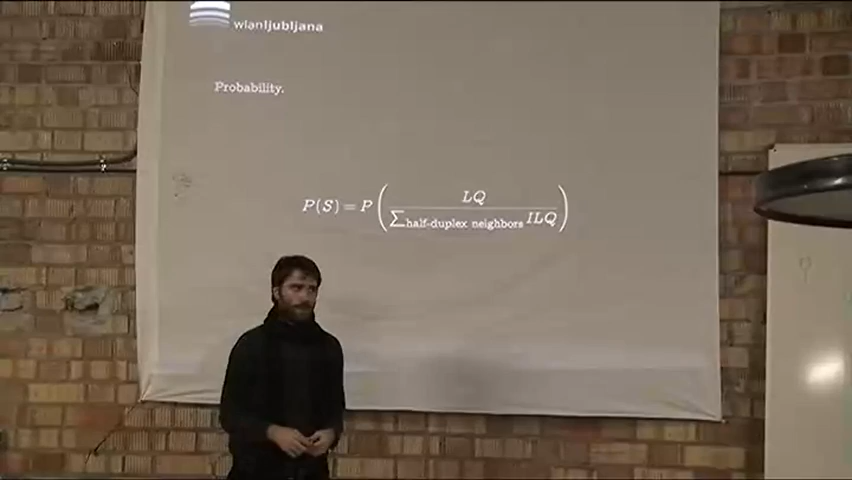 wlanljubljana
Probability.
P(S) = P ( LQ / ∑half-duplex neighbors ILQ )